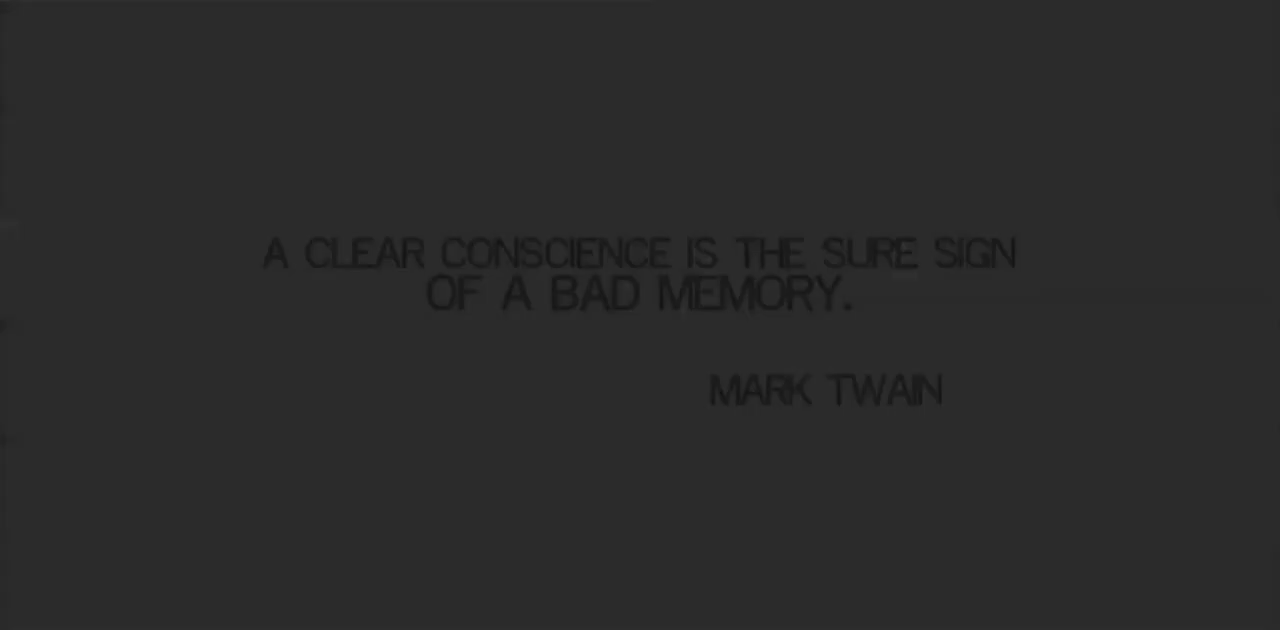 A CLEAR CONSCIENCE IS THE SURE SIGN
OF A BAD MEMORY.
MARK TWAIN